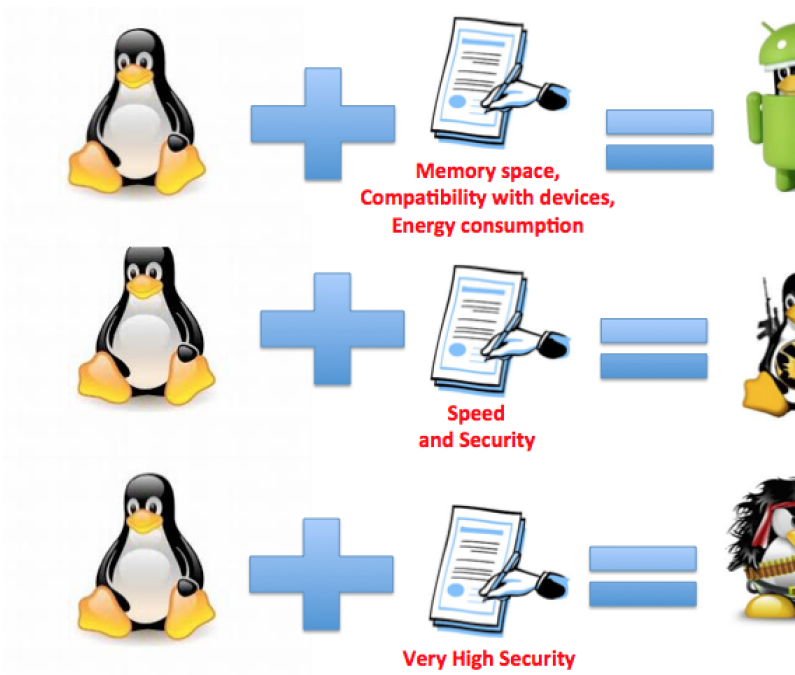 Memory space,
Compatibility with devices,
Energy consumption
Speed
and Security
Very High Security